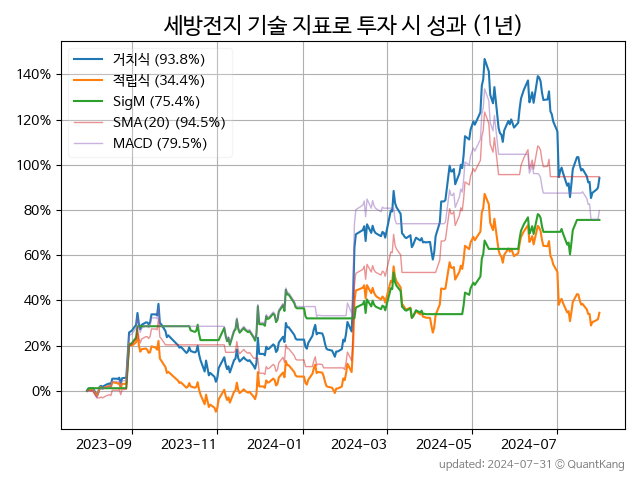 세방전지 기술 지표로 투자 시 성과 (1년)
거치식 (93.8%)
적립식 (34.4%)
SigM (75.4%)
SMA(20) (94.5%)
MACD (79.5%)
140%
120%
100%
80%
60%
40%
20%
0%
2023-09 2023-11 2024-01 2024-03 2024-05 2024-07
updated: 2024-07-31 © QuantKang